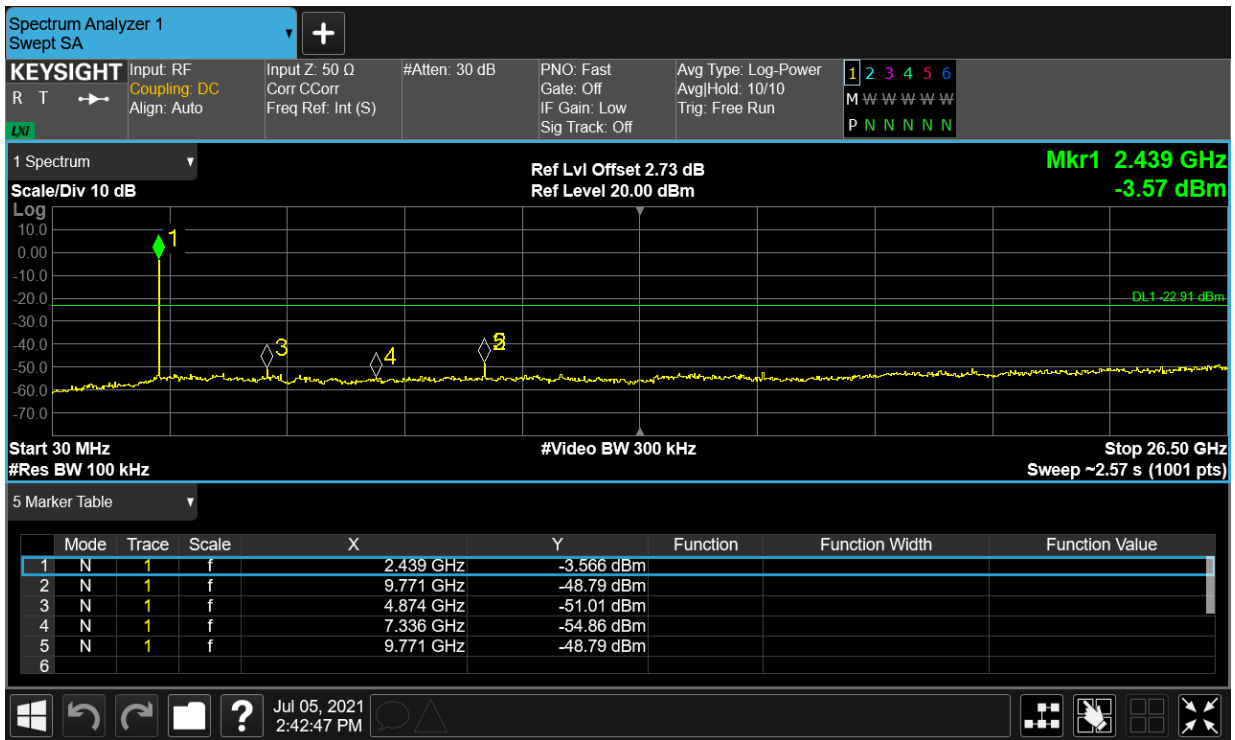 Spectrum Analyzer 1
Swept SA
KEYSIGHT
R T
LXI
Input: RF
Coupling: DC
Align: Auto
Input Z: 50 Ω
Corr CCorr
Freq Ref: Int (S)
#Atten: 30 dB
PNO: Fast
Gate: Off
IF Gain: Low
Sig Track: Off
Avg Type: Log-Power
Avg|Hold: 10/10
Trig: Free Run
1 2 3 4 5 6
M W W W W W
P N N N N N
1 Spectrum
Scale/Div 10 dB
Ref Lvl Offset 2.73 dB
Ref Level 20.00 dBm
Mkr1 2.439 GHz
-3.57 dBm
Log
10.0
0.00
-10.0
-20.0
-30.0
-40.0
-50.0
-60.0
-70.0
1
3
4
DL1 -22.91 dBm
Start 30 MHz
#Res BW 100 kHz
#Video BW 300 kHz
Stop 26.50 GHz
Sweep ~2.57 s (1001 pts)
5 Marker Table
Mode Trace Scale X Y Function Function Width Function Value
1 N 1 f 2.439 GHz -3.566 dBm
2 N 1 f 9.771 GHz -48.79 dBm
3 N 1 f 4.874 GHz -51.01 dBm
4 N 1 f 7.336 GHz -54.86 dBm
5 N 1 f 9.771 GHz -48.79 dBm
6
?
Jul 05, 2021
2:42:47 PM